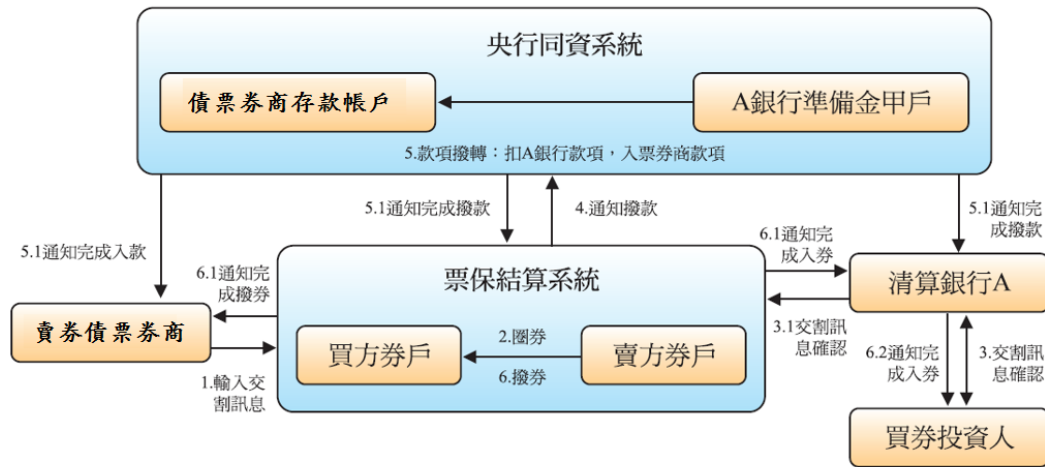 央行同資系統
債票券商存款帳戶
A銀行準備金甲戶
5.款項撥轉：扣A銀行款項，入票券商款項
5.1通知完成入款
5.1通知完成撥款
4.通知撥款
5.1通知完
成撥款
6.1通知完
成撥券
票保結算系統
6.1通知完
成入券
清算銀行A
賣券債票券商
買方券戶
2.圈券
6.撥券
賣方券戶
3.1交割訊
息確認
1.輸入交
割訊息
6.2通知完
成入券
3.交割訊
息確認
買券投資人